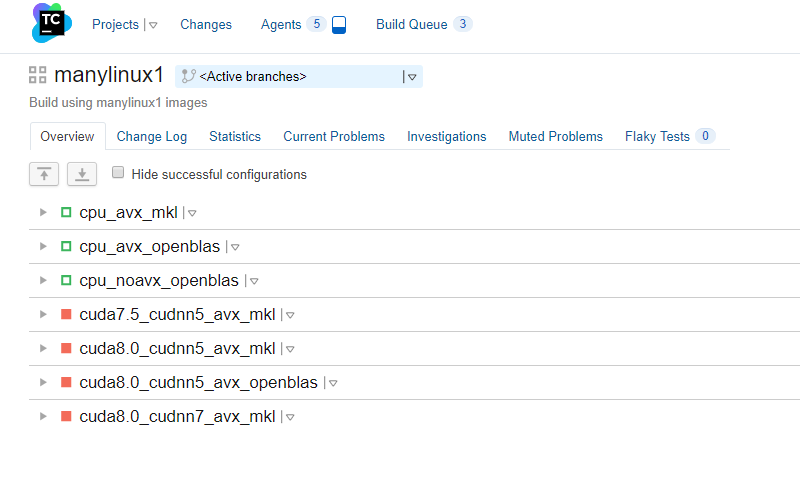 TC
Projects Changes Agents 5 Build Queue 3
manylinux1 <Active branches>
Build using manylinux1 images
Overview Change Log Statistics Current Problems Investigations Muted Problems Flaky Tests 0
Hide successful configurations
cpu_avx_mkl
cpu_avx_openblas
cpu_noavx_openblas
cuda7.5_cudnn5_avx_mkl
cuda8.0_cudnn5_avx_mkl
cuda8.0_cudnn5_avx_openblas
cuda8.0_cudnn7_avx_mkl